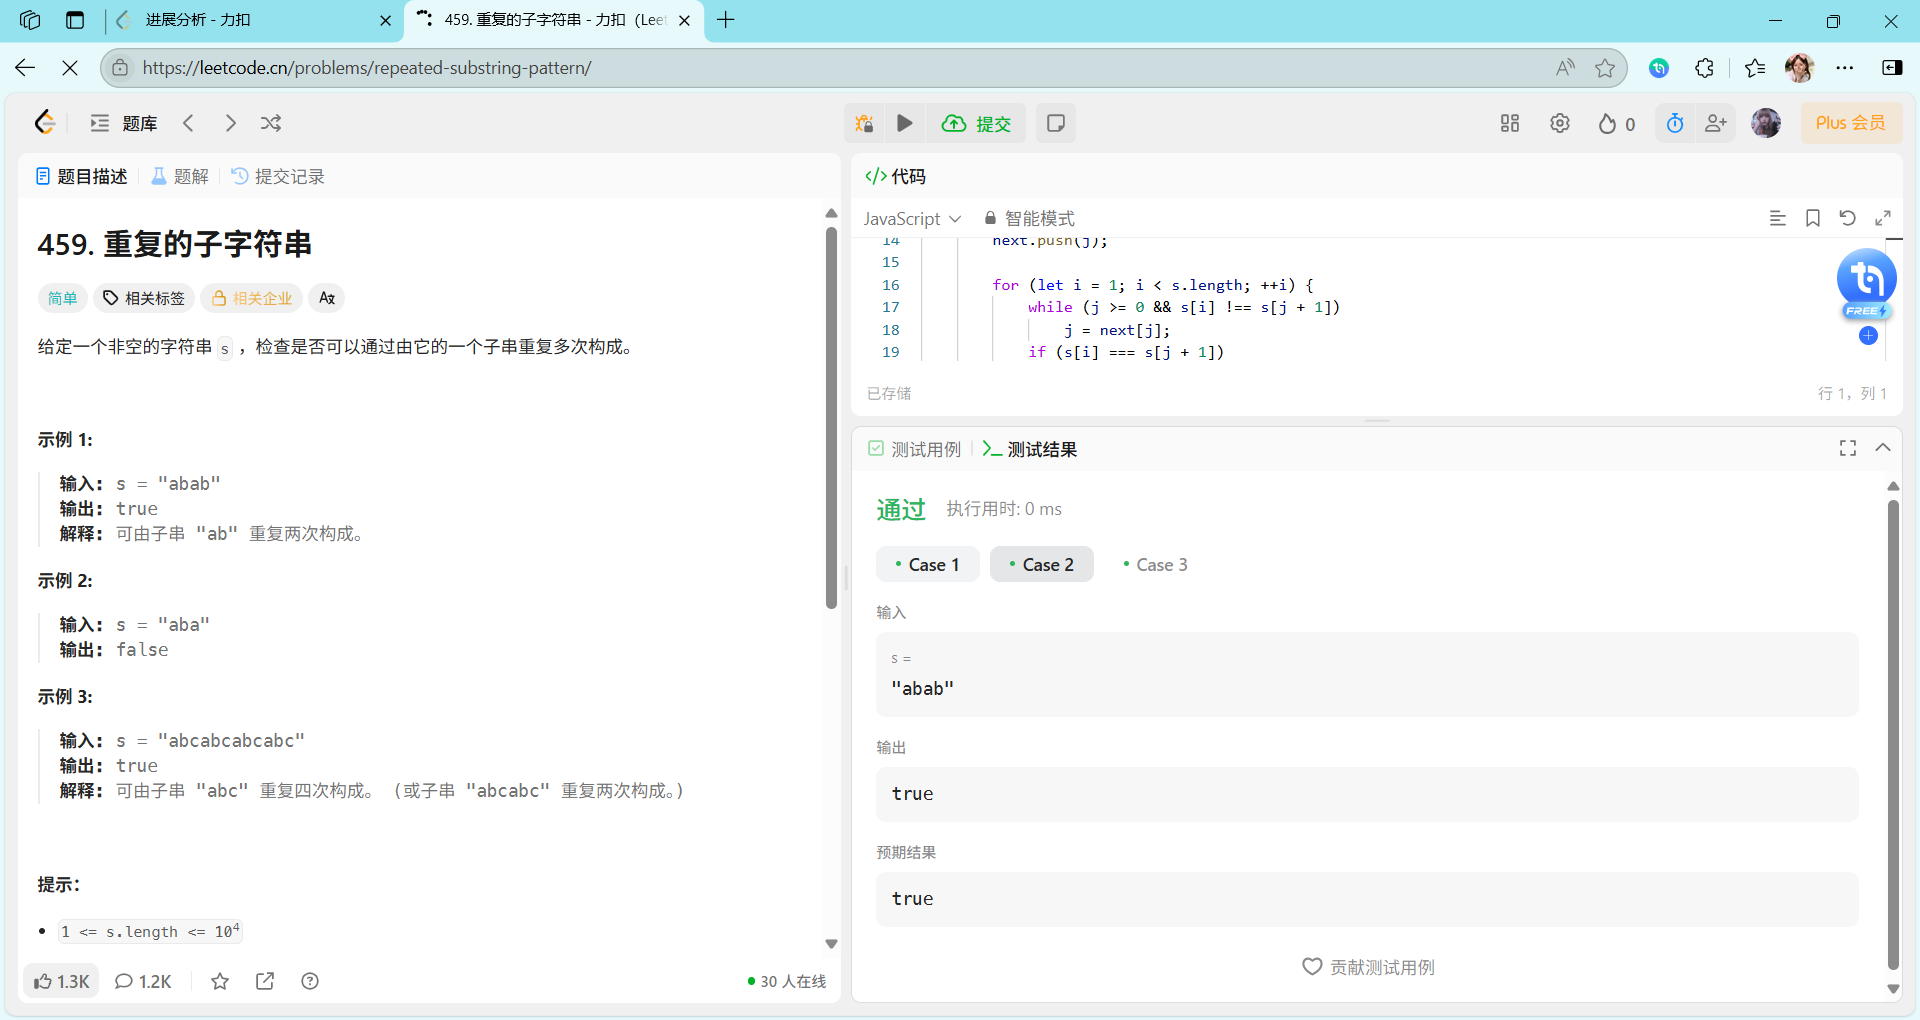 进展分析 - 力扣
459. 重复的子字符串 - 力扣（Leet
https://leetcode.cn/problems/repeated-substring-pattern/
题库
提交
0
Plus 会员
题目描述
题解
提交记录
459. 重复的子字符串
简单
相关标签
相关企业
给定一个非空的字符串 s ，检查是否可以通过由它的一个子串重复多次构成。
示例 1:
输入: s = "abab"
输出: true
解释: 可由子串 "ab" 重复两次构成。
示例 2:
输入: s = "aba"
输出: false
示例 3:
输入: s = "abcabcabcabc"
输出: true
解释: 可由子串 "abc" 重复四次构成。 (或子串 "abcabc" 重复两次构成。)
提示：
1 <= s.length <= 10⁴
1.3K
1.2K
30 人在线
</> 代码
JavaScript
智能模式
14 next.push(j);
15
16 for (let i = 1; i < s.length; ++i) {
17 while (j >= 0 && s[i] !== s[j + 1])
18 j = next[j];
19 if (s[i] === s[j + 1])
FREE
已存储
行 1，列 1
测试用例
测试结果
通过
执行用时: 0 ms
Case 1
Case 2
Case 3
输入
s =
"abab"
输出
true
预期结果
true
贡献测试用例